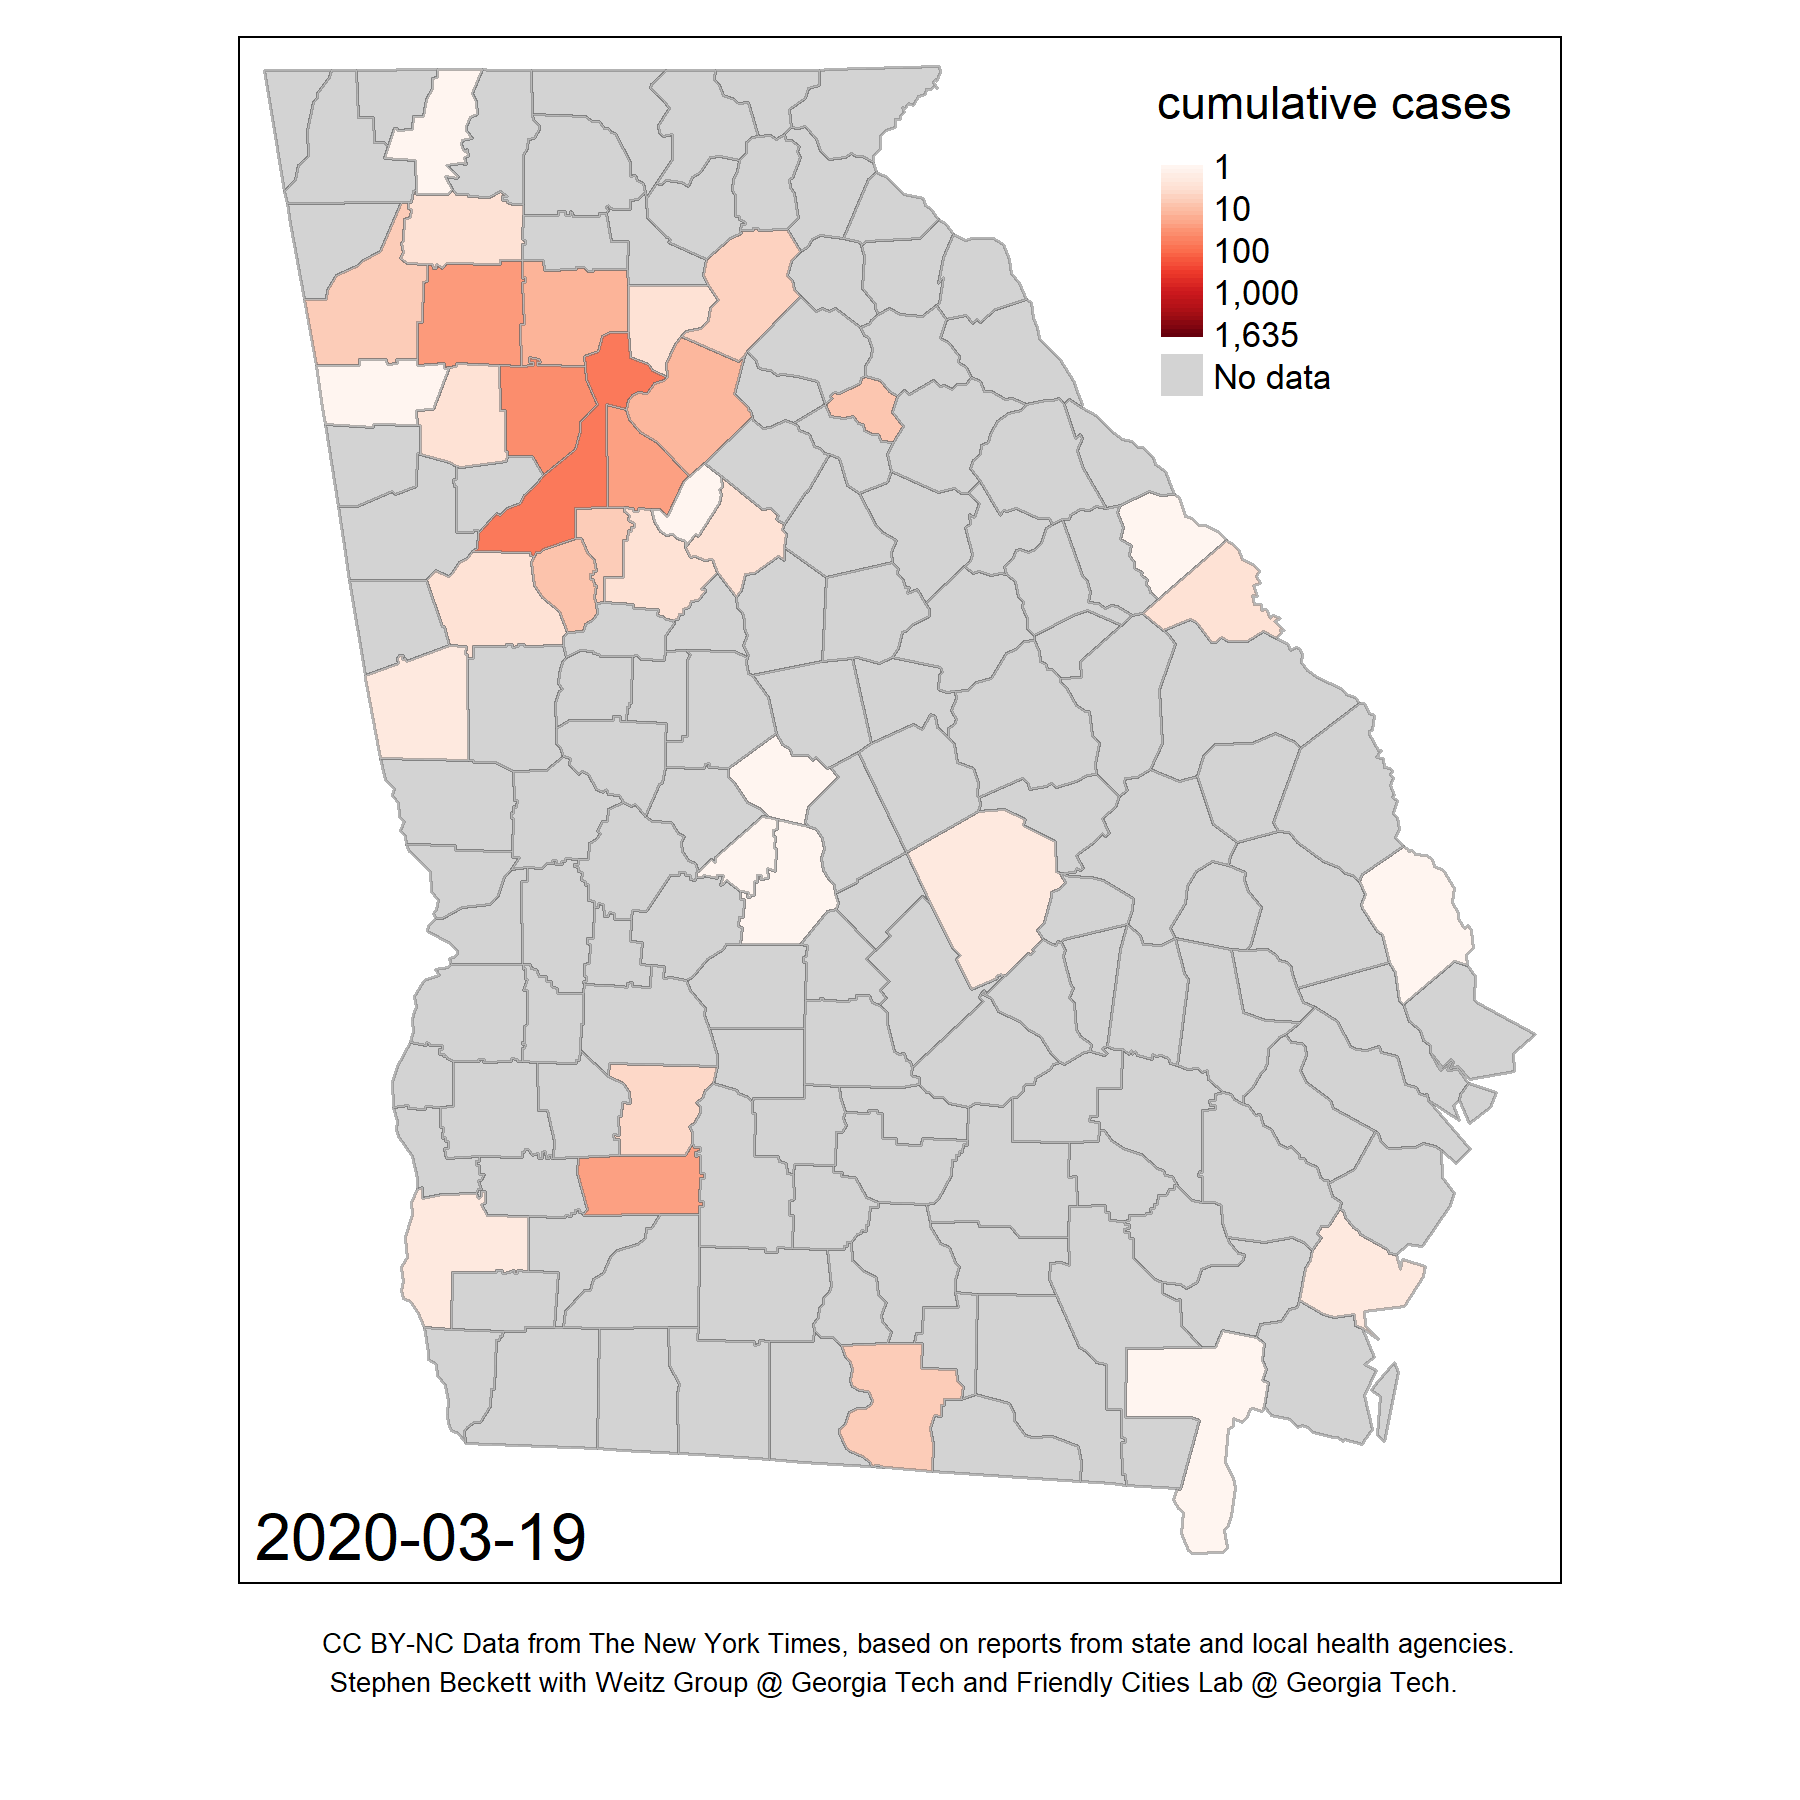 cumulative cases
1
10
100
1,000
1,635
No data
2020-03-19
CC BY-NC Data from The New York Times, based on reports from state and local health agencies.
Stephen Beckett with Weitz Group @ Georgia Tech and Friendly Cities Lab @ Georgia Tech.